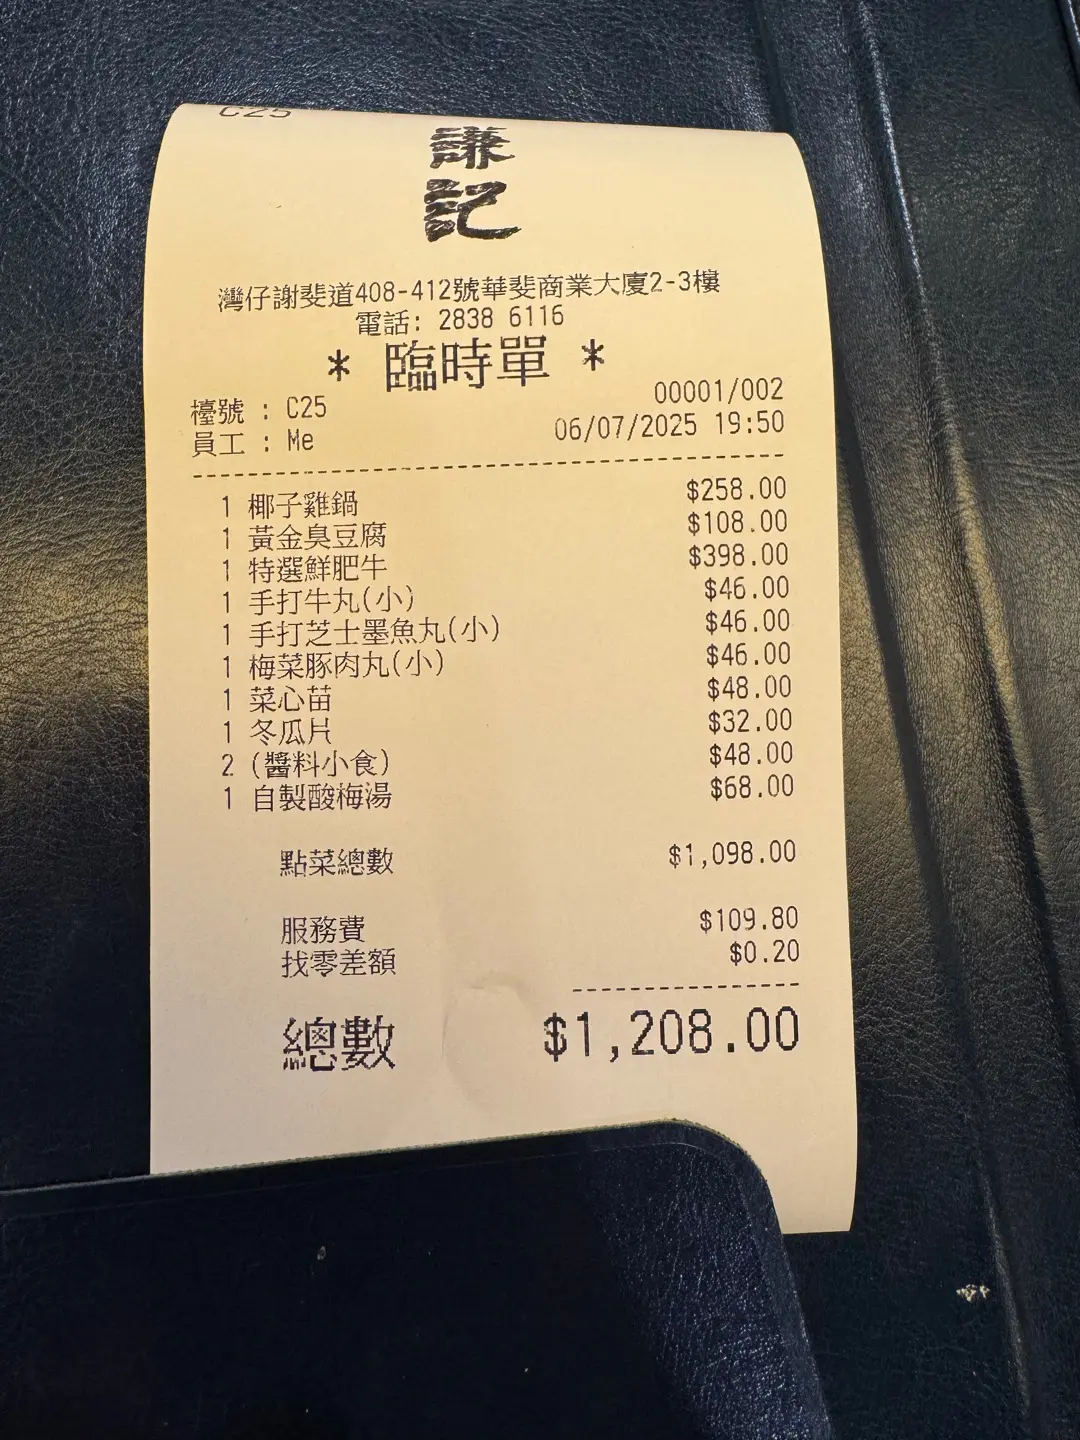 C25
謙
記
灣仔謝斐道408-412號華斐商業大廈2-3樓
電話: 2838 6116
* 臨時單 *
00001/002
檯號 : C25
員工 : Me 06/07/2025 19:50
1 椰子雞鍋 $258.00
1 黃金臭豆腐 $108.00
1 特選鮮肥牛 $398.00
1 手打牛丸(小) $46.00
1 手打芝士墨魚丸(小) $46.00
1 梅菜豚肉丸(小) $46.00
1 菜心苗 $48.00
1 冬瓜片 $32.00
2 (醬料小食) $48.00
1 自製酸梅湯 $68.00
點菜總數 $1,098.00
服務費 $109.80
找零差額 $0.20
總數 $1,208.00